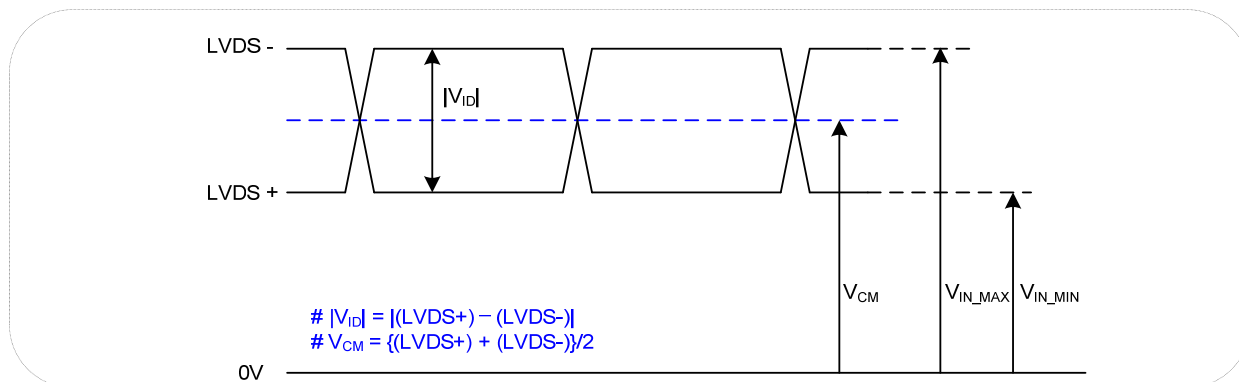 LVDS -
|VID|
LVDS +
VCM
VIN_MAX
VIN_MIN
# |VID| = |(LVDS+) – (LVDS-)|
# VCM = {(LVDS+) + (LVDS-)}/2
0V